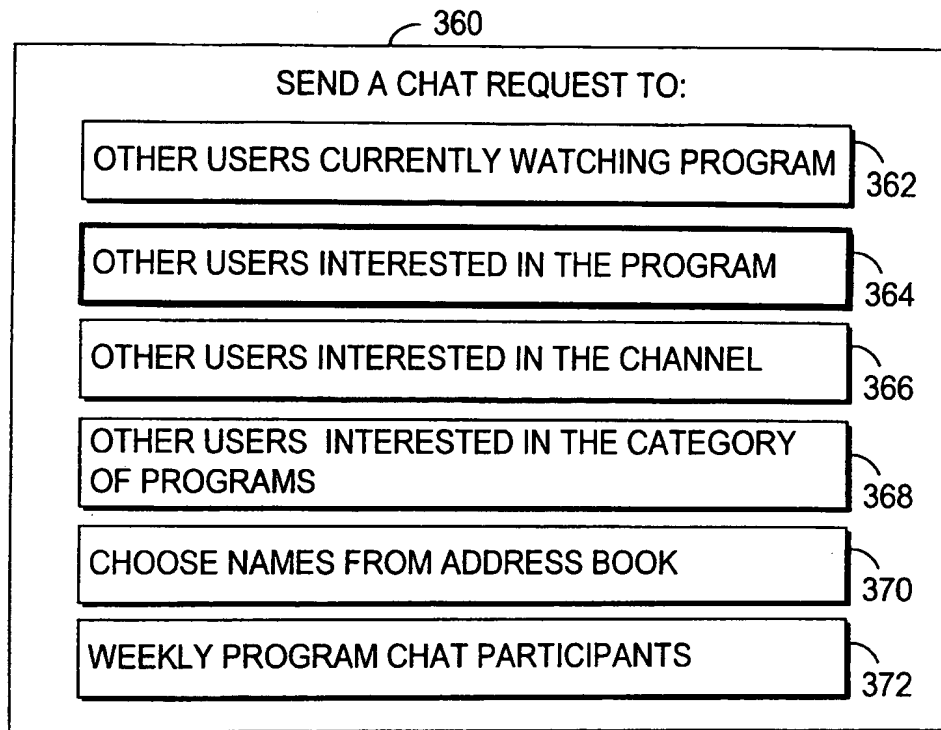 360
SEND A CHAT REQUEST TO:
OTHER USERS CURRENTLY WATCHING PROGRAM
362
OTHER USERS INTERESTED IN THE PROGRAM
364
OTHER USERS INTERESTED IN THE CHANNEL
366
OTHER USERS INTERESTED IN THE CATEGORY
OF PROGRAMS
368
CHOOSE NAMES FROM ADDRESS BOOK
370
WEEKLY PROGRAM CHAT PARTICIPANTS
372